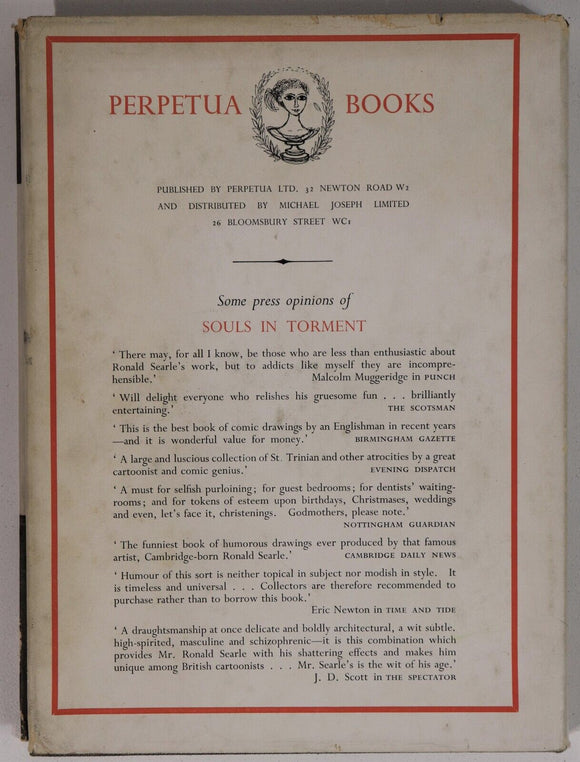 PERPETUA BOOKS
PUBLISHED BY PERPETUA LTD. 32 NEWTON ROAD W2
AND DISTRIBUTED BY MICHAEL JOSEPH LIMITED
26 BLOOMSBURY STREET WC1
Some press opinions of
SOULS IN TORMENT
‘ There may, for all I know, be those who are less than enthusiastic about
Ronald Searle's work, but to addicts like myself they are incompre-
hensible.’ Malcolm Muggeridge in PUNCH
‘ Will delight everyone who relishes his gruesome fun . . . brilliantly
entertaining.’ THE SCOTSMAN
‘ This is the best book of comic drawings by an Englishman in recent years
—and it is wonderful value for money.’ BIRMINGHAM GAZETTE
‘ A large and luscious collection of St. Trinian and other atrocities by a great
cartoonist and comic genius.’ EVENING DISPATCH
‘ A must for selfish purloining; for guest bedrooms; for dentists' waiting-
rooms; and for tokens of esteem upon birthdays, Christmases, weddings
and even, let's face it, christenings. Godmothers, please note.’
NOTTINGHAM GUARDIAN
‘ The funniest book of humorous drawings ever produced by that famous
artist, Cambridge-born Ronald Searle.’ CAMBRIDGE DAILY NEWS
‘ Humour of this sort is neither topical in subject nor modish in style. It
is timeless and universal . . . Collectors are therefore recommended to
purchase rather than to borrow this book.’
Eric Newton in TIME AND TIDE
‘ A draughtsmanship at once delicate and boldly architectural, a wit subtle.
high-spirited, masculine and schizophrenic—it is this combination which
provides Mr. Ronald Searle with his shattering effects and makes him
unique among British cartoonists . . . Mr. Searle's is the wit of his age.’
J. D. Scott in THE SPECTATOR